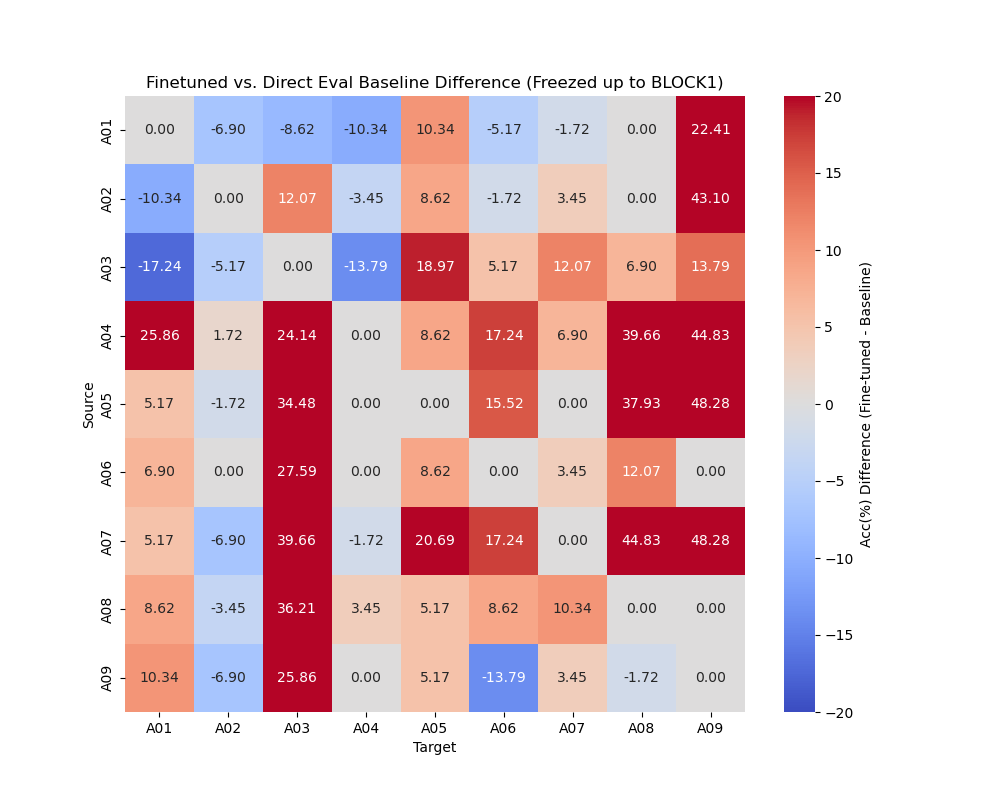 Finetuned vs. Direct Eval Baseline Difference (Freezed up to BLOCK1)
A01 0.00 -6.90 -8.62 -10.34 10.34 -5.17 -1.72 0.00 22.41
A02 -10.34 0.00 12.07 -3.45 8.62 -1.72 3.45 0.00 43.10
A03 -17.24 -5.17 0.00 -13.79 18.97 5.17 12.07 6.90 13.79
A04 25.86 1.72 24.14 0.00 8.62 17.24 6.90 39.66 44.83
A05 5.17 -1.72 34.48 0.00 0.00 15.52 0.00 37.93 48.28
A06 6.90 0.00 27.59 0.00 8.62 0.00 3.45 12.07 0.00
A07 5.17 -6.90 39.66 -1.72 20.69 17.24 0.00 44.83 48.28
A08 8.62 -3.45 36.21 3.45 5.17 8.62 10.34 0.00 0.00
A09 10.34 -6.90 25.86 0.00 5.17 -13.79 3.45 -1.72 0.00
A01 A02 A03 A04 A05 A06 A07 A08 A09
Target
Source
20
15
10
5
0
−5
−10
−15
−20
Acc(%) Difference (Fine-tuned - Baseline)